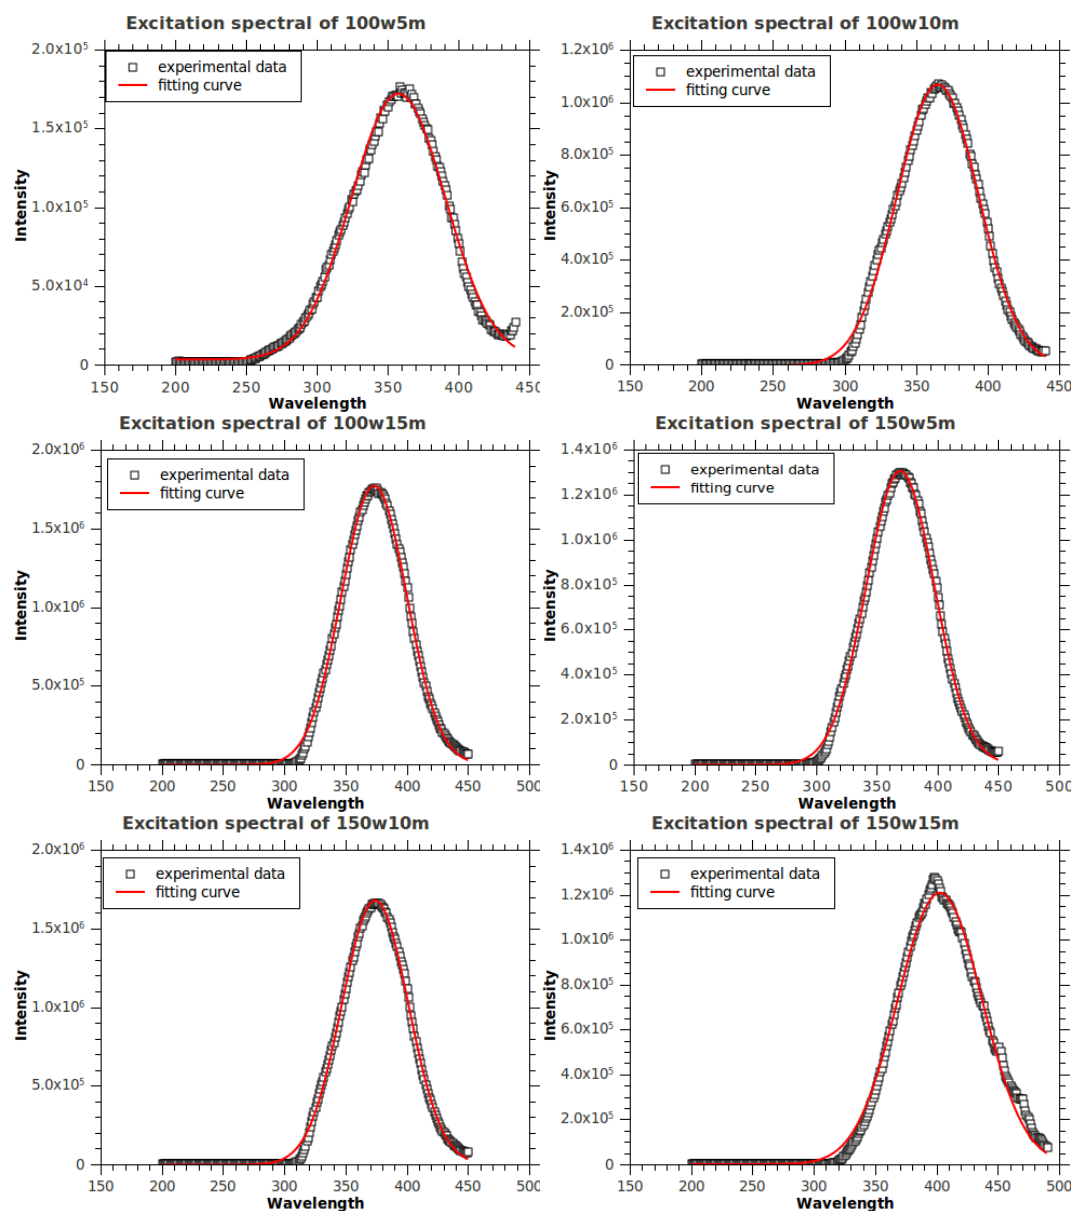 Excitation spectral of 100w5m
experimental data
fitting curve
2.0x10⁵
1.5x10⁵
1.0x10⁵
5.0x10⁴
0
Intensity
150 200 250 300 350 400 450
Wavelength
Excitation spectral of 100w10m
experimental data
fitting curve
1.2x10⁶
1.0x10⁶
8.0x10⁵
6.0x10⁵
4.0x10⁵
2.0x10⁵
0
Intensity
150 200 250 300 350 400 450
Wavelength
Excitation spectral of 100w15m
experimental data
fitting curve
2.0x10⁶
1.5x10⁶
1.0x10⁶
5.0x10⁵
0
Intensity
150 200 250 300 350 400 450 500
Wavelength
Excitation spectral of 150w5m
experimental data
fitting curve
1.4x10⁶
1.2x10⁶
1.0x10⁶
8.0x10⁵
6.0x10⁵
4.0x10⁵
2.0x10⁵
0
Intensity
150 200 250 300 350 400 450 500
Wavelength
Excitation spectral of 150w10m
experimental data
fitting curve
2.0x10⁶
1.5x10⁶
1.0x10⁶
5.0x10⁵
0
Intensity
150 200 250 300 350 400 450 500
Wavelength
Excitation spectral of 150w15m
experimental data
fitting curve
1.4x10⁶
1.2x10⁶
1.0x10⁶
8.0x10⁵
6.0x10⁵
4.0x10⁵
2.0x10⁵
0
Intensity
150 200 250 300 350 400 450 500
Wavelength